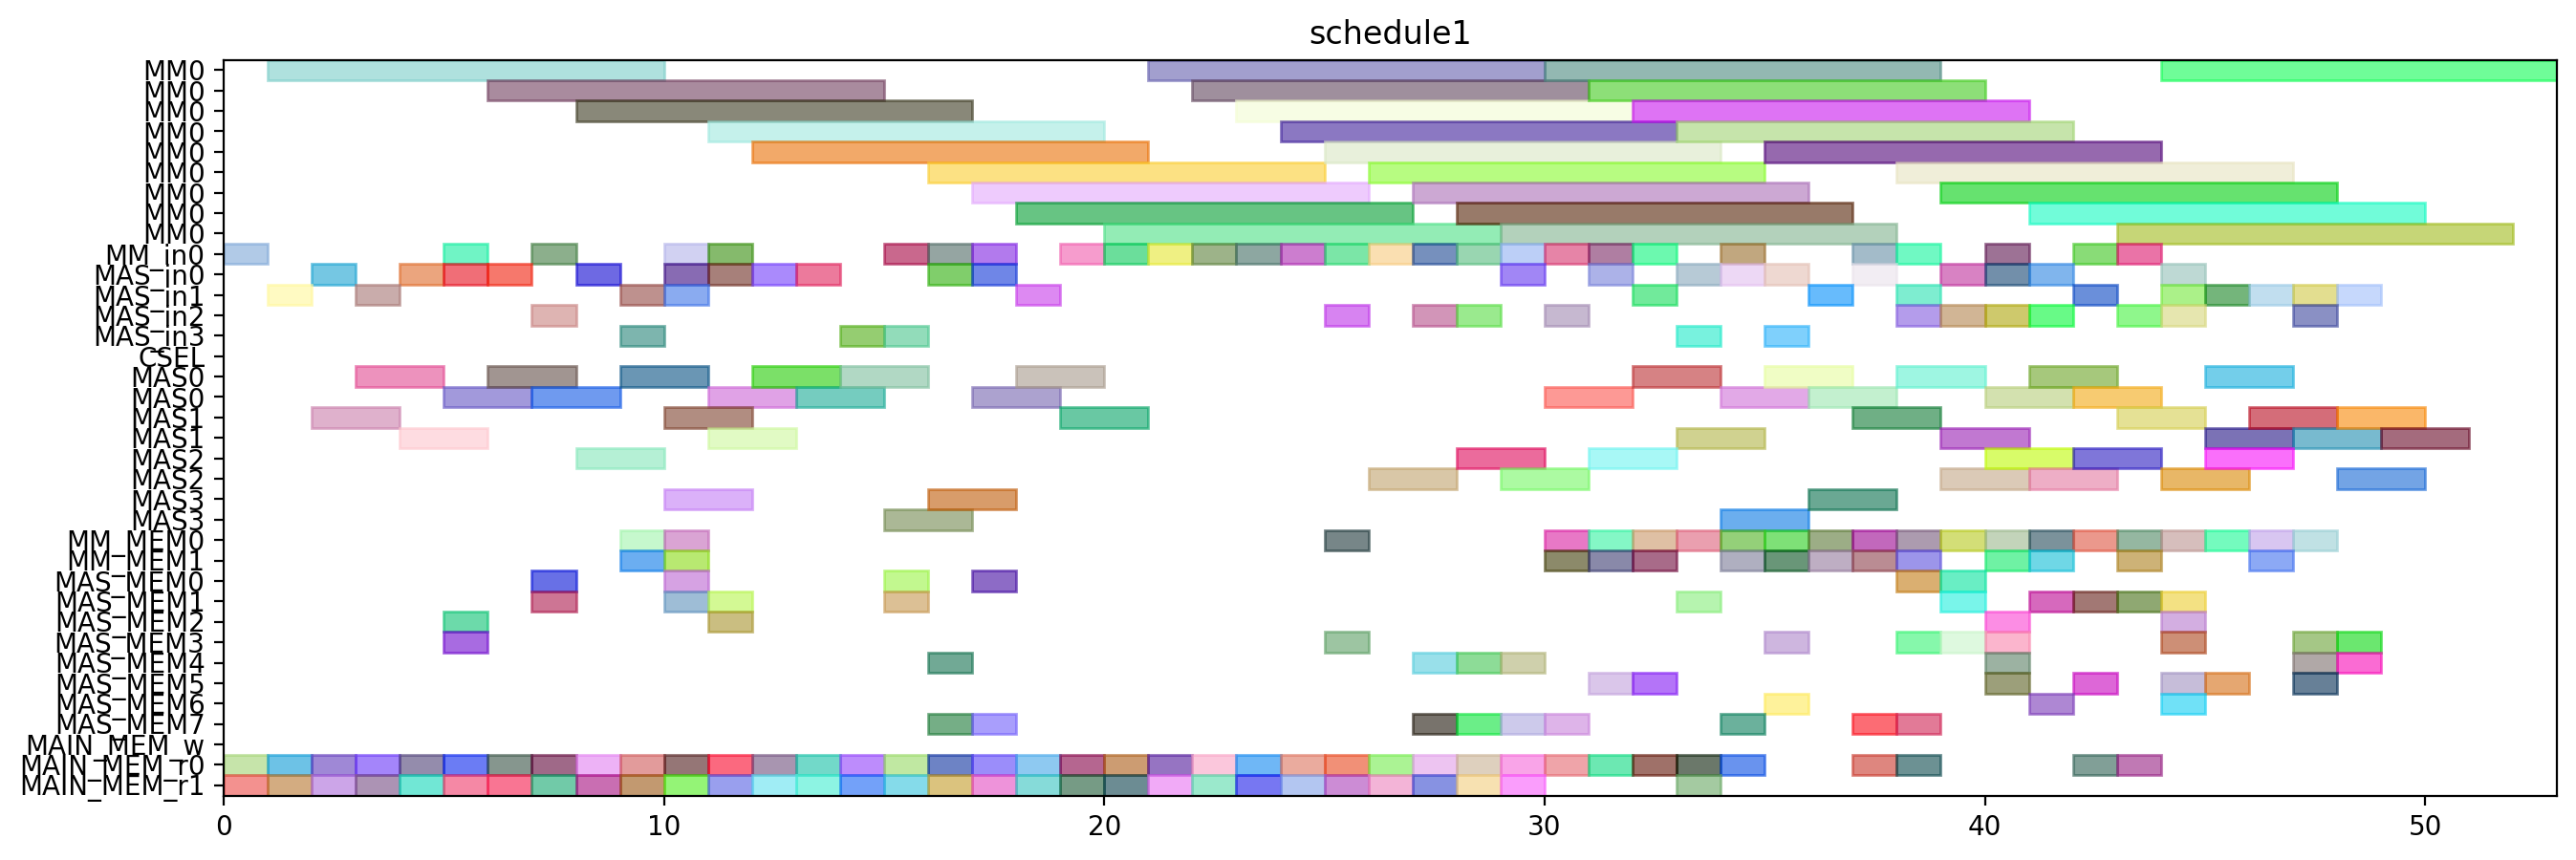 schedule1
MM0
MM0
MM0
MM0
MM0
MM0
MM0
MM0
MM0
MM_in0
MAS_in0
MAS_in1
MAS_in2
MAS_in3
CSEL
MAS0
MAS0
MAS1
MAS1
MAS2
MAS2
MAS3
MAS3
MM_MEM0
MM_MEM1
MAS_MEM0
MAS_MEM1
MAS_MEM2
MAS_MEM3
MAS_MEM4
MAS_MEM5
MAS_MEM6
MAS_MEM7
MAIN_MEM_w
MAIN_MEM_r0
MAIN_MEM_r1
0 10 20 30 40 50